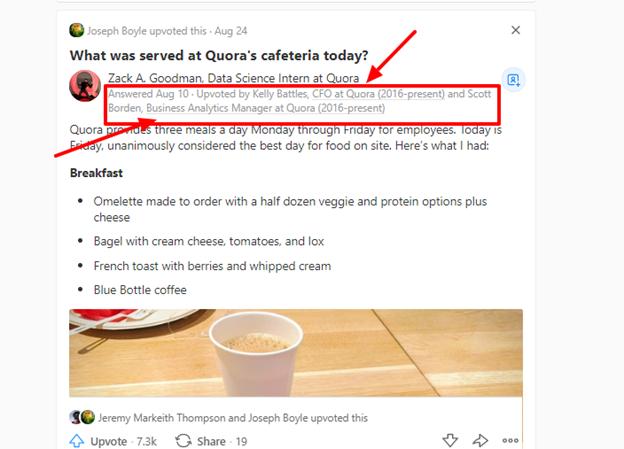 Joseph Boyle upvoted this · Aug 24
What was served at Quora's cafeteria today?
Zack A. Goodman, Data Science Intern at Quora
Answered Aug 10 · Upvoted by Kelly Battles, CFO at Quora (2016-present) and Scott
Borden, Business Analytics Manager at Quora (2016-present)
Quora provides three meals a day Monday through Friday for employees. Today is
Friday, unanimously considered the best day for food on site. Here's what I had:
Breakfast
• Omelette made to order with a half dozen veggie and protein options plus
cheese
• Bagel with cream cheese, tomatoes, and lox
• French toast with berries and whipped cream
• Blue Bottle coffee
Jeremy Markeith Thompson and Joseph Boyle upvoted this
Upvote · 7.3k Share · 19